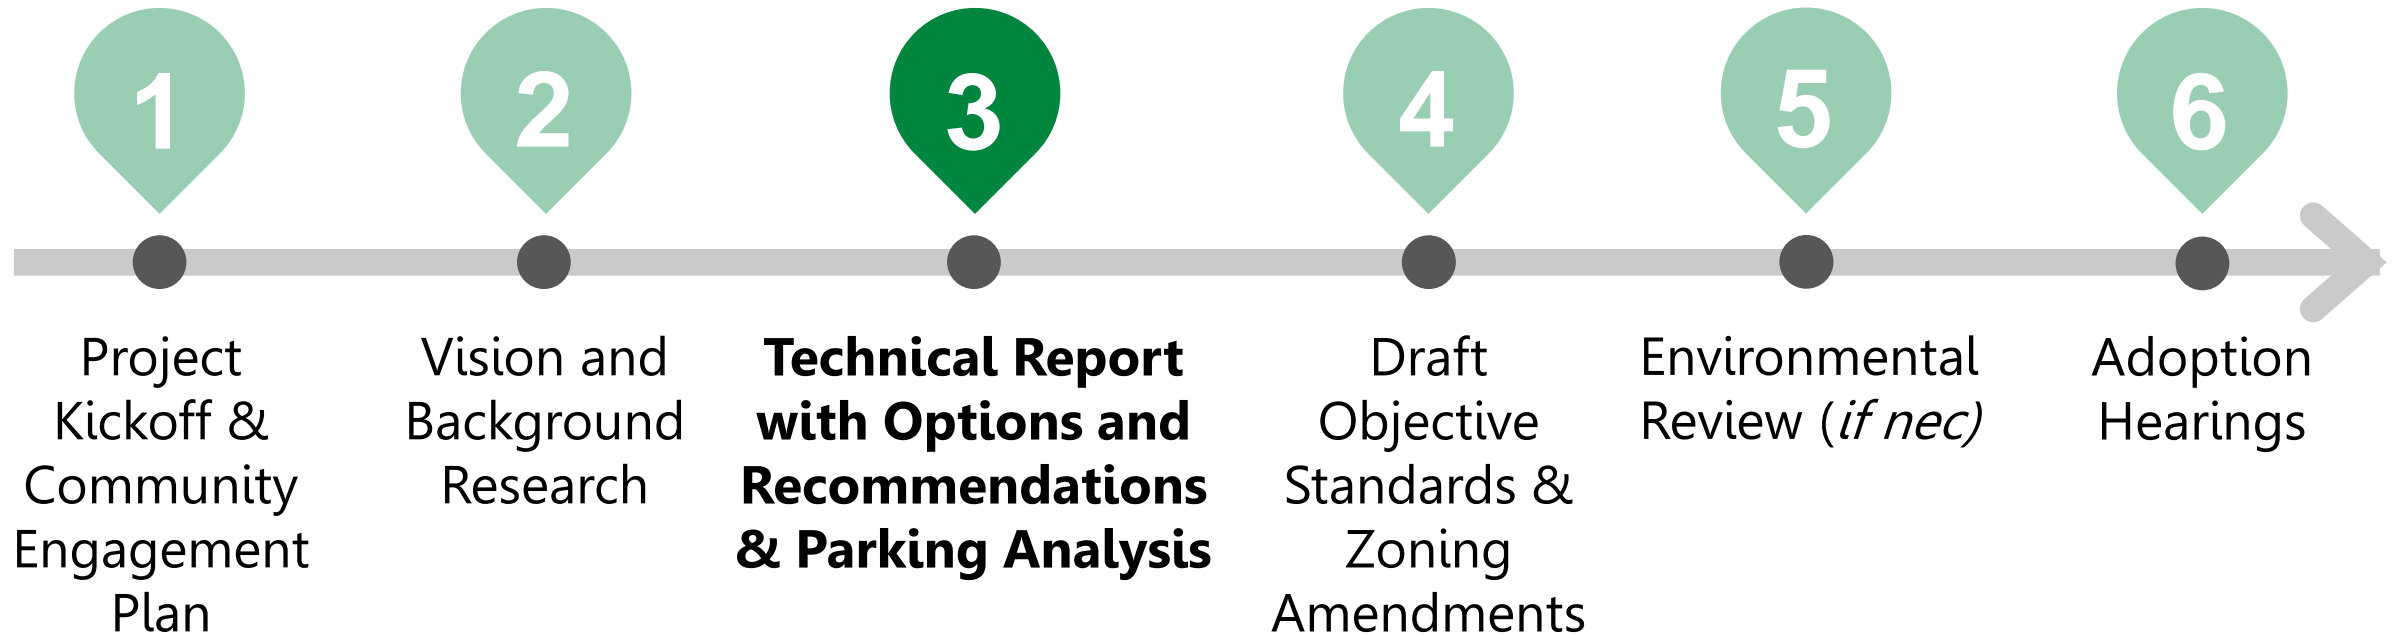 1
2
3
4
5
6
Project
Kickoff &
Community
Engagement
Plan
Vision and
Background
Research
Technical Report
with Options and
Recommendations
& Parking Analysis
Draft
Objective
Standards &
Zoning
Amendments
Environmental
Review (if nec)
Adoption
Hearings